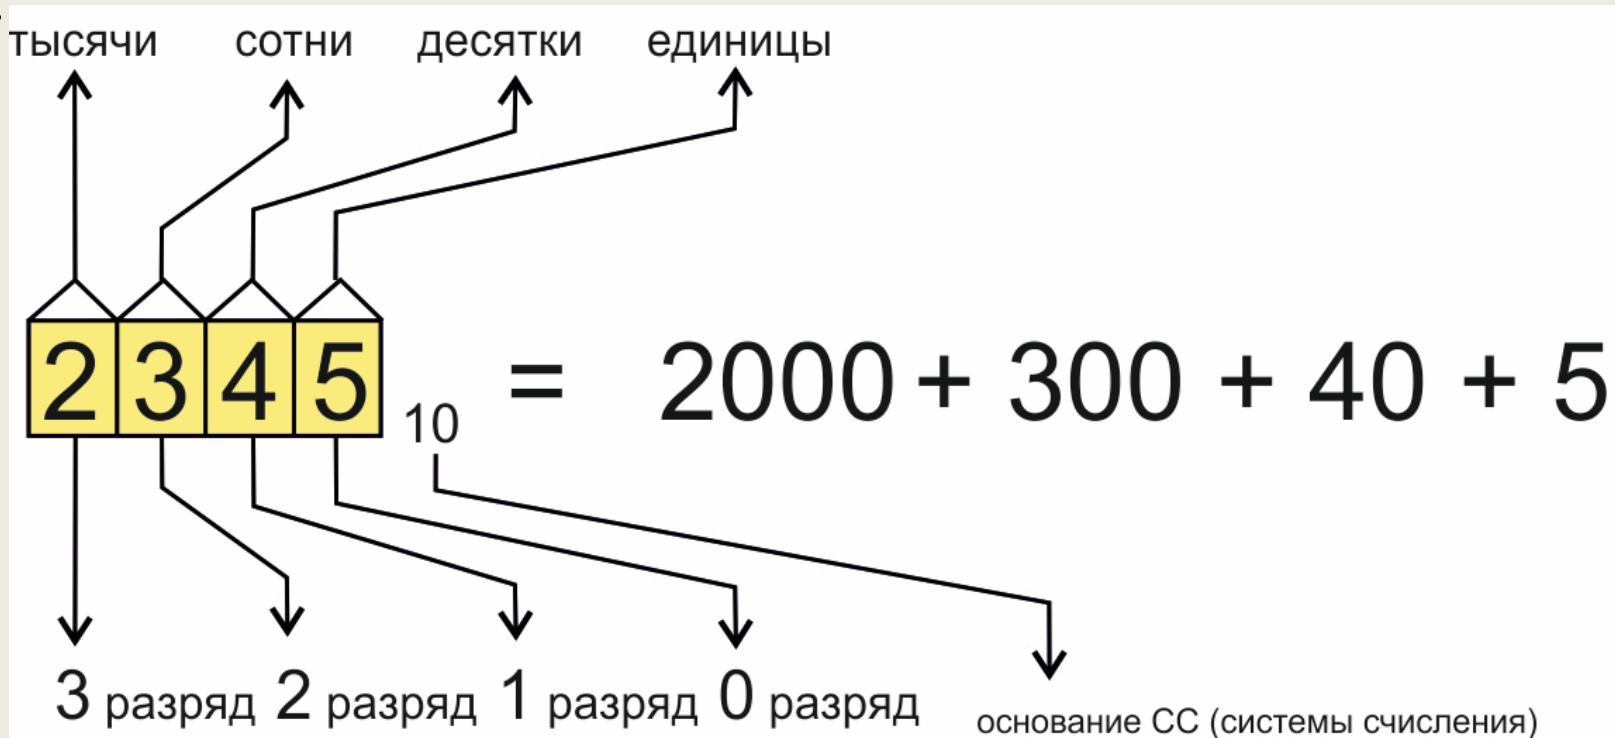 тысячи сотни десятки единицы
2345 10 = 2000 + 300 + 40 + 5
3 разряд 2 разряд 1 разряд 0 разряд
основание СС (системы счисления)